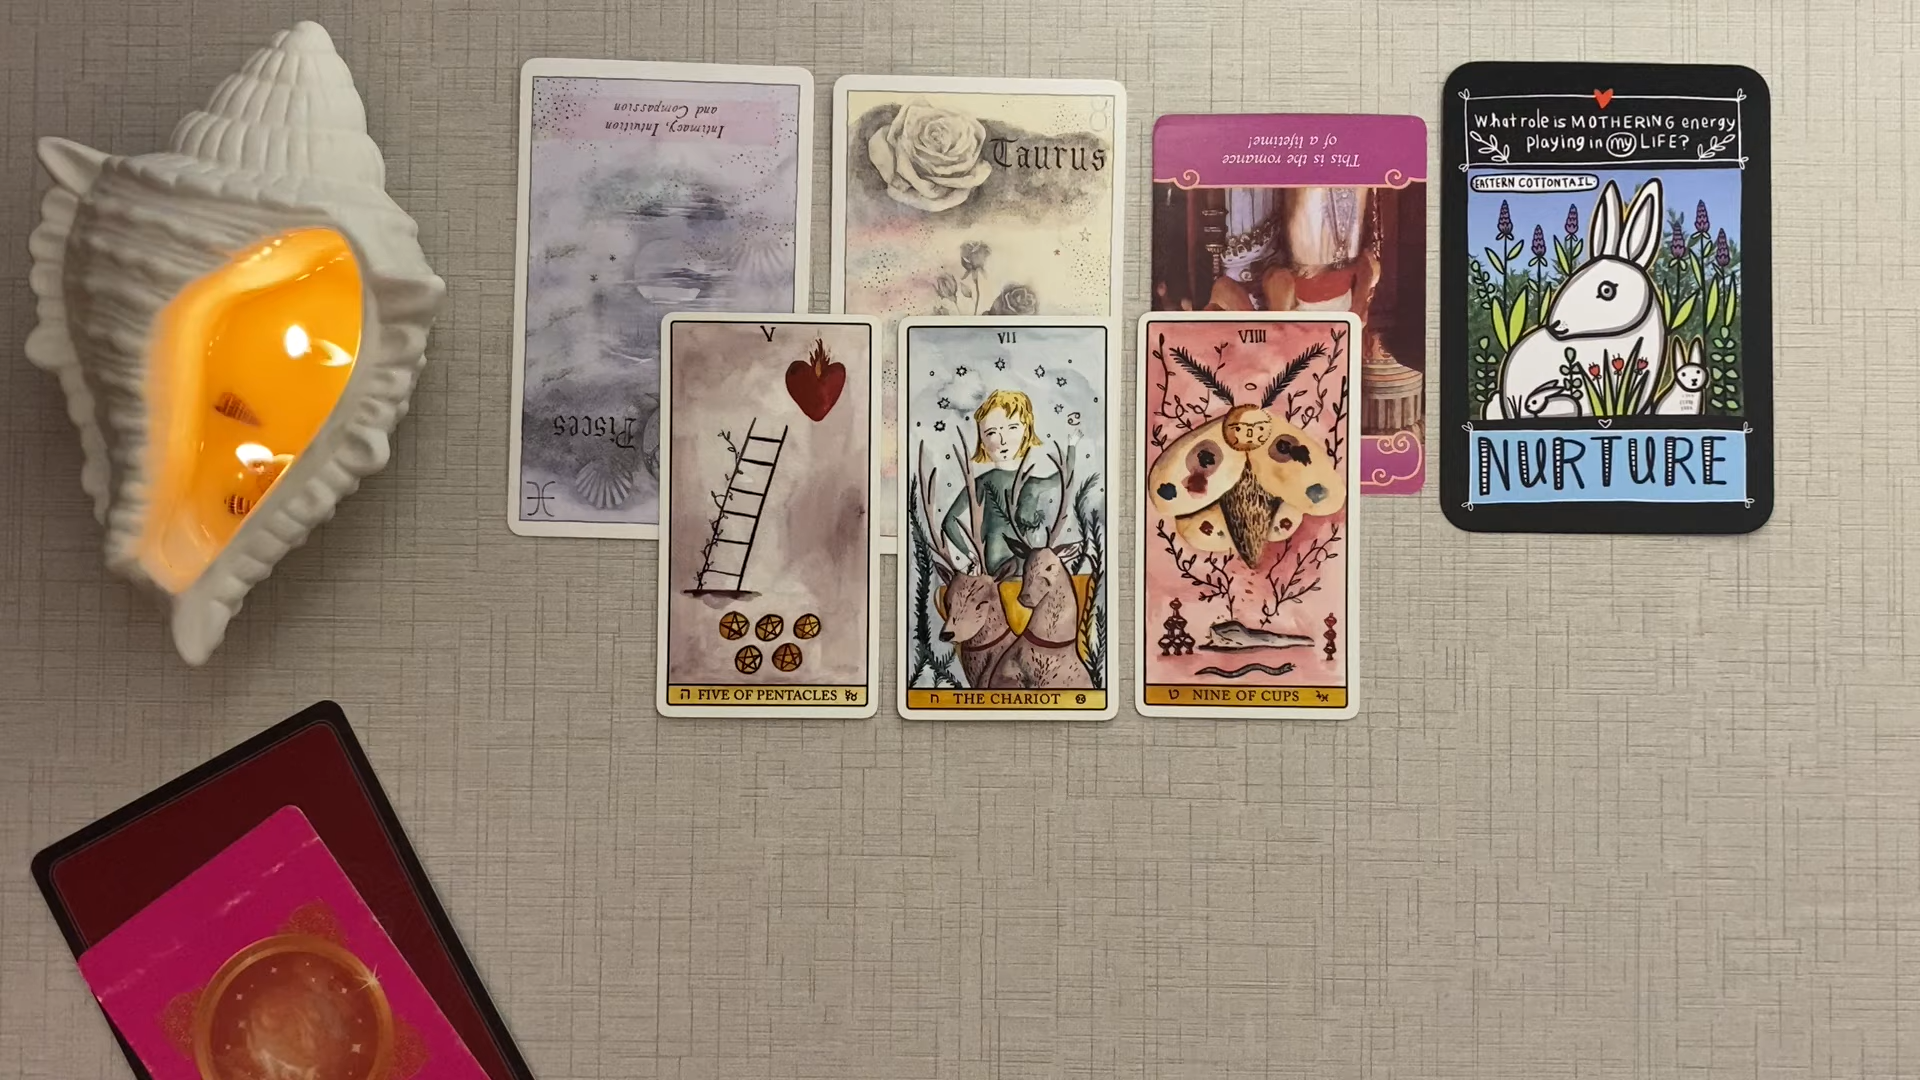 Intimacy, Intuition
and Compassion
Pisces
Taurus
This is the romance
of a lifetime!
What role is MOTHERING energy
playing in my LIFE?
EASTERN COTTONTAIL
NURTURE
V
ה FIVE OF PENTACLES ☿♉
VII
♋
ח THE CHARIOT ♋
VIIII
ט NINE OF CUPS ♃♓